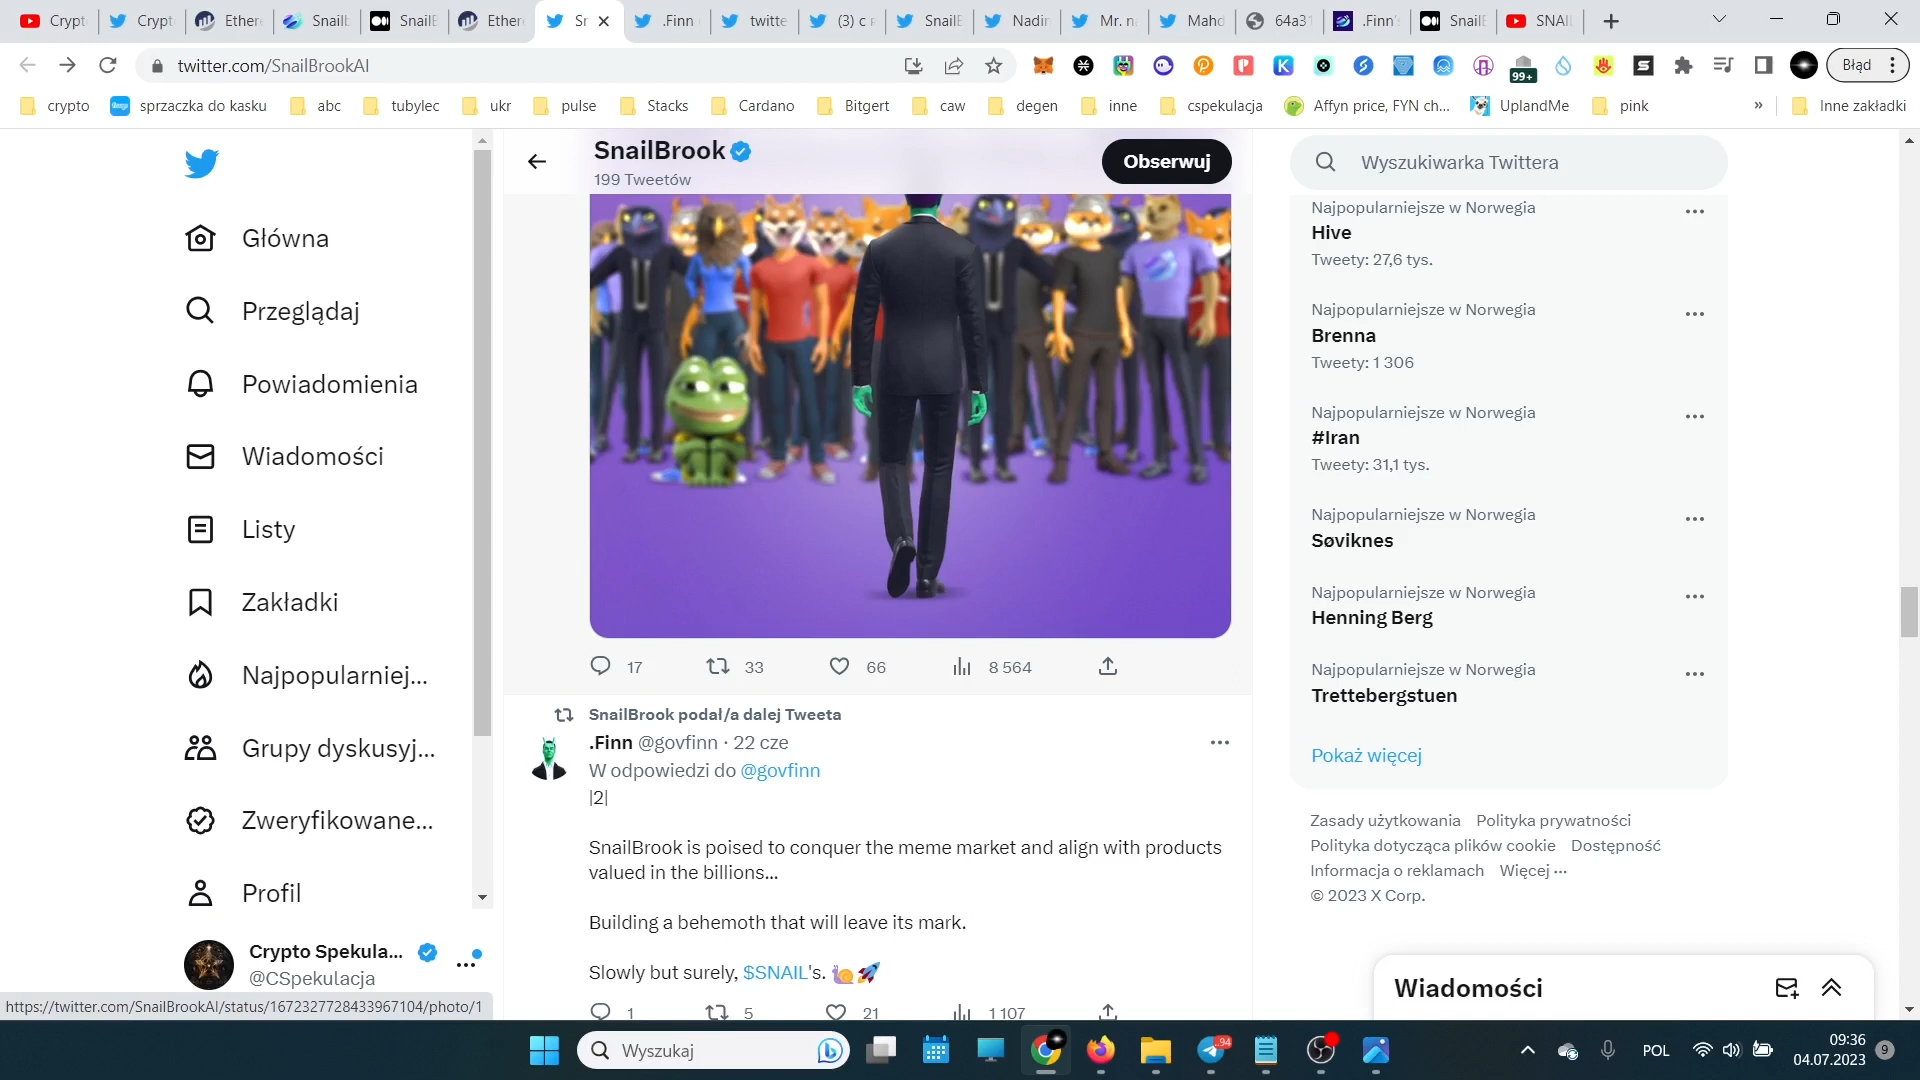 Crypt
Crypt
Ether
Snailb
SnailB
Ether
Sn
.Finn
twitte
(3) c
SnailB
Nadin
Mr. n
Mahd
64a31
.Finn'
SnailB
SNAI
twitter.com/SnailBrookAI
99+
Błąd
crypto
sprzaczka do kasku
abc
tubylec
ukr
pulse
Stacks
Cardano
Bitgert
caw
degen
inne
cspekulacja
Affyn price, FYN ch...
UplandMe
pink
»
Inne zakładki
Główna
Przeglądaj
Powiadomienia
Wiadomości
Listy
Zakładki
Najpopularniej...
Grupy dyskusyj...
Zweryfikowane...
Profil
Crypto Spekula...
@CSpekulacja
https://twitter.com/SnailBrookAI/status/1672327728433967104/photo/1
SnailBrook
199 Tweetów
Obserwuj
17
33
66
8 564
SnailBrook podał/a dalej Tweeta
.Finn @govfinn · 22 cze
W odpowiedzi do @govfinn
|2|
SnailBrook is poised to conquer the meme market and align with products
valued in the billions...
Building a behemoth that will leave its mark.
Slowly but surely, $SNAIL's. 🐌🚀
1
5
21
1 107
Wyszukiwarka Twittera
Najpopularniejsze w Norwegia
Hive
Tweety: 27,6 tys.
Najpopularniejsze w Norwegia
Brenna
Tweety: 1 306
Najpopularniejsze w Norwegia
#Iran
Tweety: 31,1 tys.
Najpopularniejsze w Norwegia
Søviknes
Najpopularniejsze w Norwegia
Henning Berg
Najpopularniejsze w Norwegia
Trettebergstuen
Pokaż więcej
Zasady użytkowania Polityka prywatności
Polityka dotycząca plików cookie Dostępność
Informacja o reklamach Więcej ···
© 2023 X Corp.
Wiadomości
Wyszukaj
94
POL
09:36
04.07.2023
9